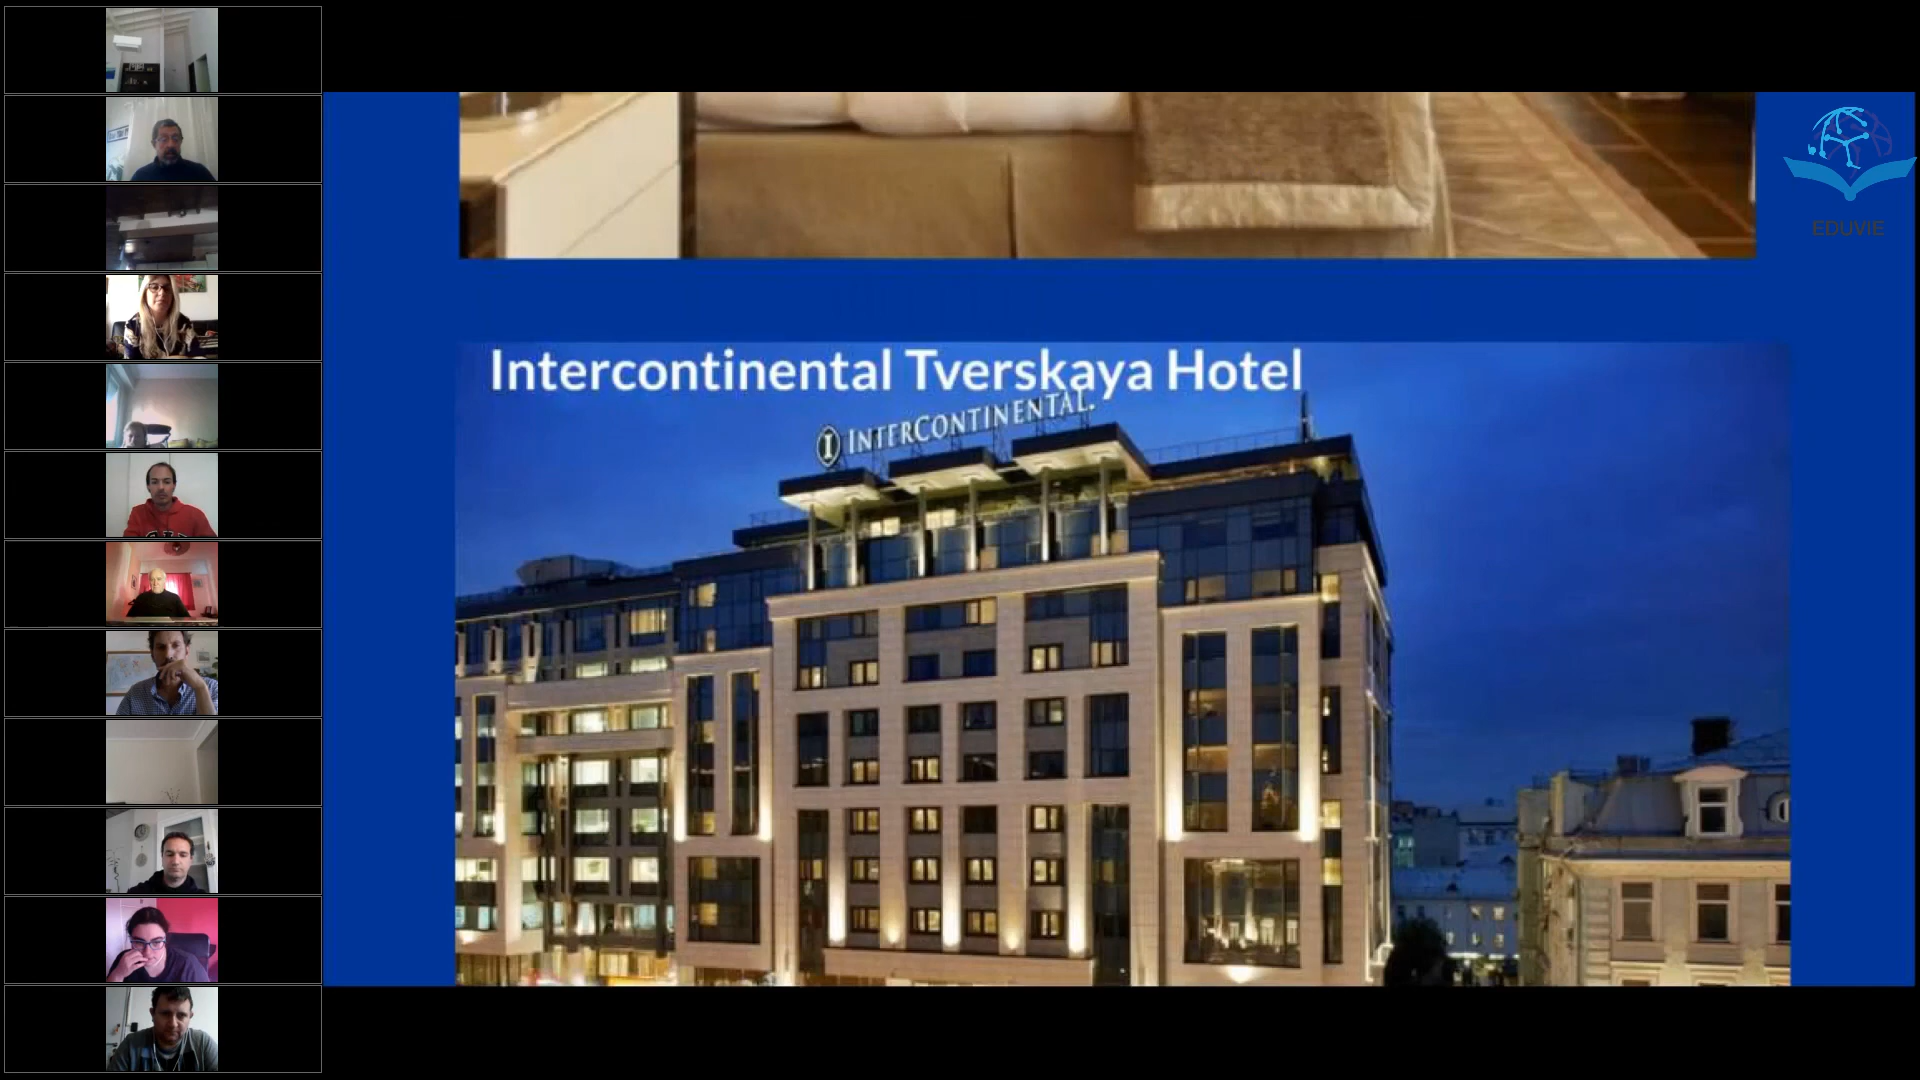 EDUVIE
Intercontinental Tverskaya Hotel
INTERCONTINENTAL.